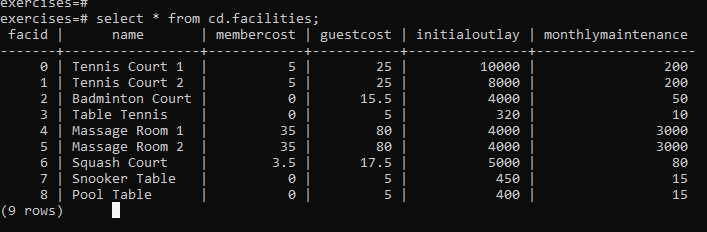 exercises=#
exercises=# select * from cd.facilities;
 facid |      name       | membercost | guestcost | initialoutlay | monthlymaintenance
-------+-----------------+------------+-----------+---------------+--------------------
     0 | Tennis Court 1  |          5 |        25 |         10000 |                200
     1 | Tennis Court 2  |          5 |        25 |          8000 |                200
     2 | Badminton Court |          0 |      15.5 |          4000 |                 50
     3 | Table Tennis    |          0 |         5 |           320 |                 10
     4 | Massage Room 1  |         35 |        80 |          4000 |               3000
     5 | Massage Room 2  |         35 |        80 |          4000 |               3000
     6 | Squash Court    |        3.5 |      17.5 |          5000 |                 80
     7 | Snooker Table   |          0 |         5 |           450 |                 15
     8 | Pool Table      |          0 |         5 |           400 |                 15
(9 rows)